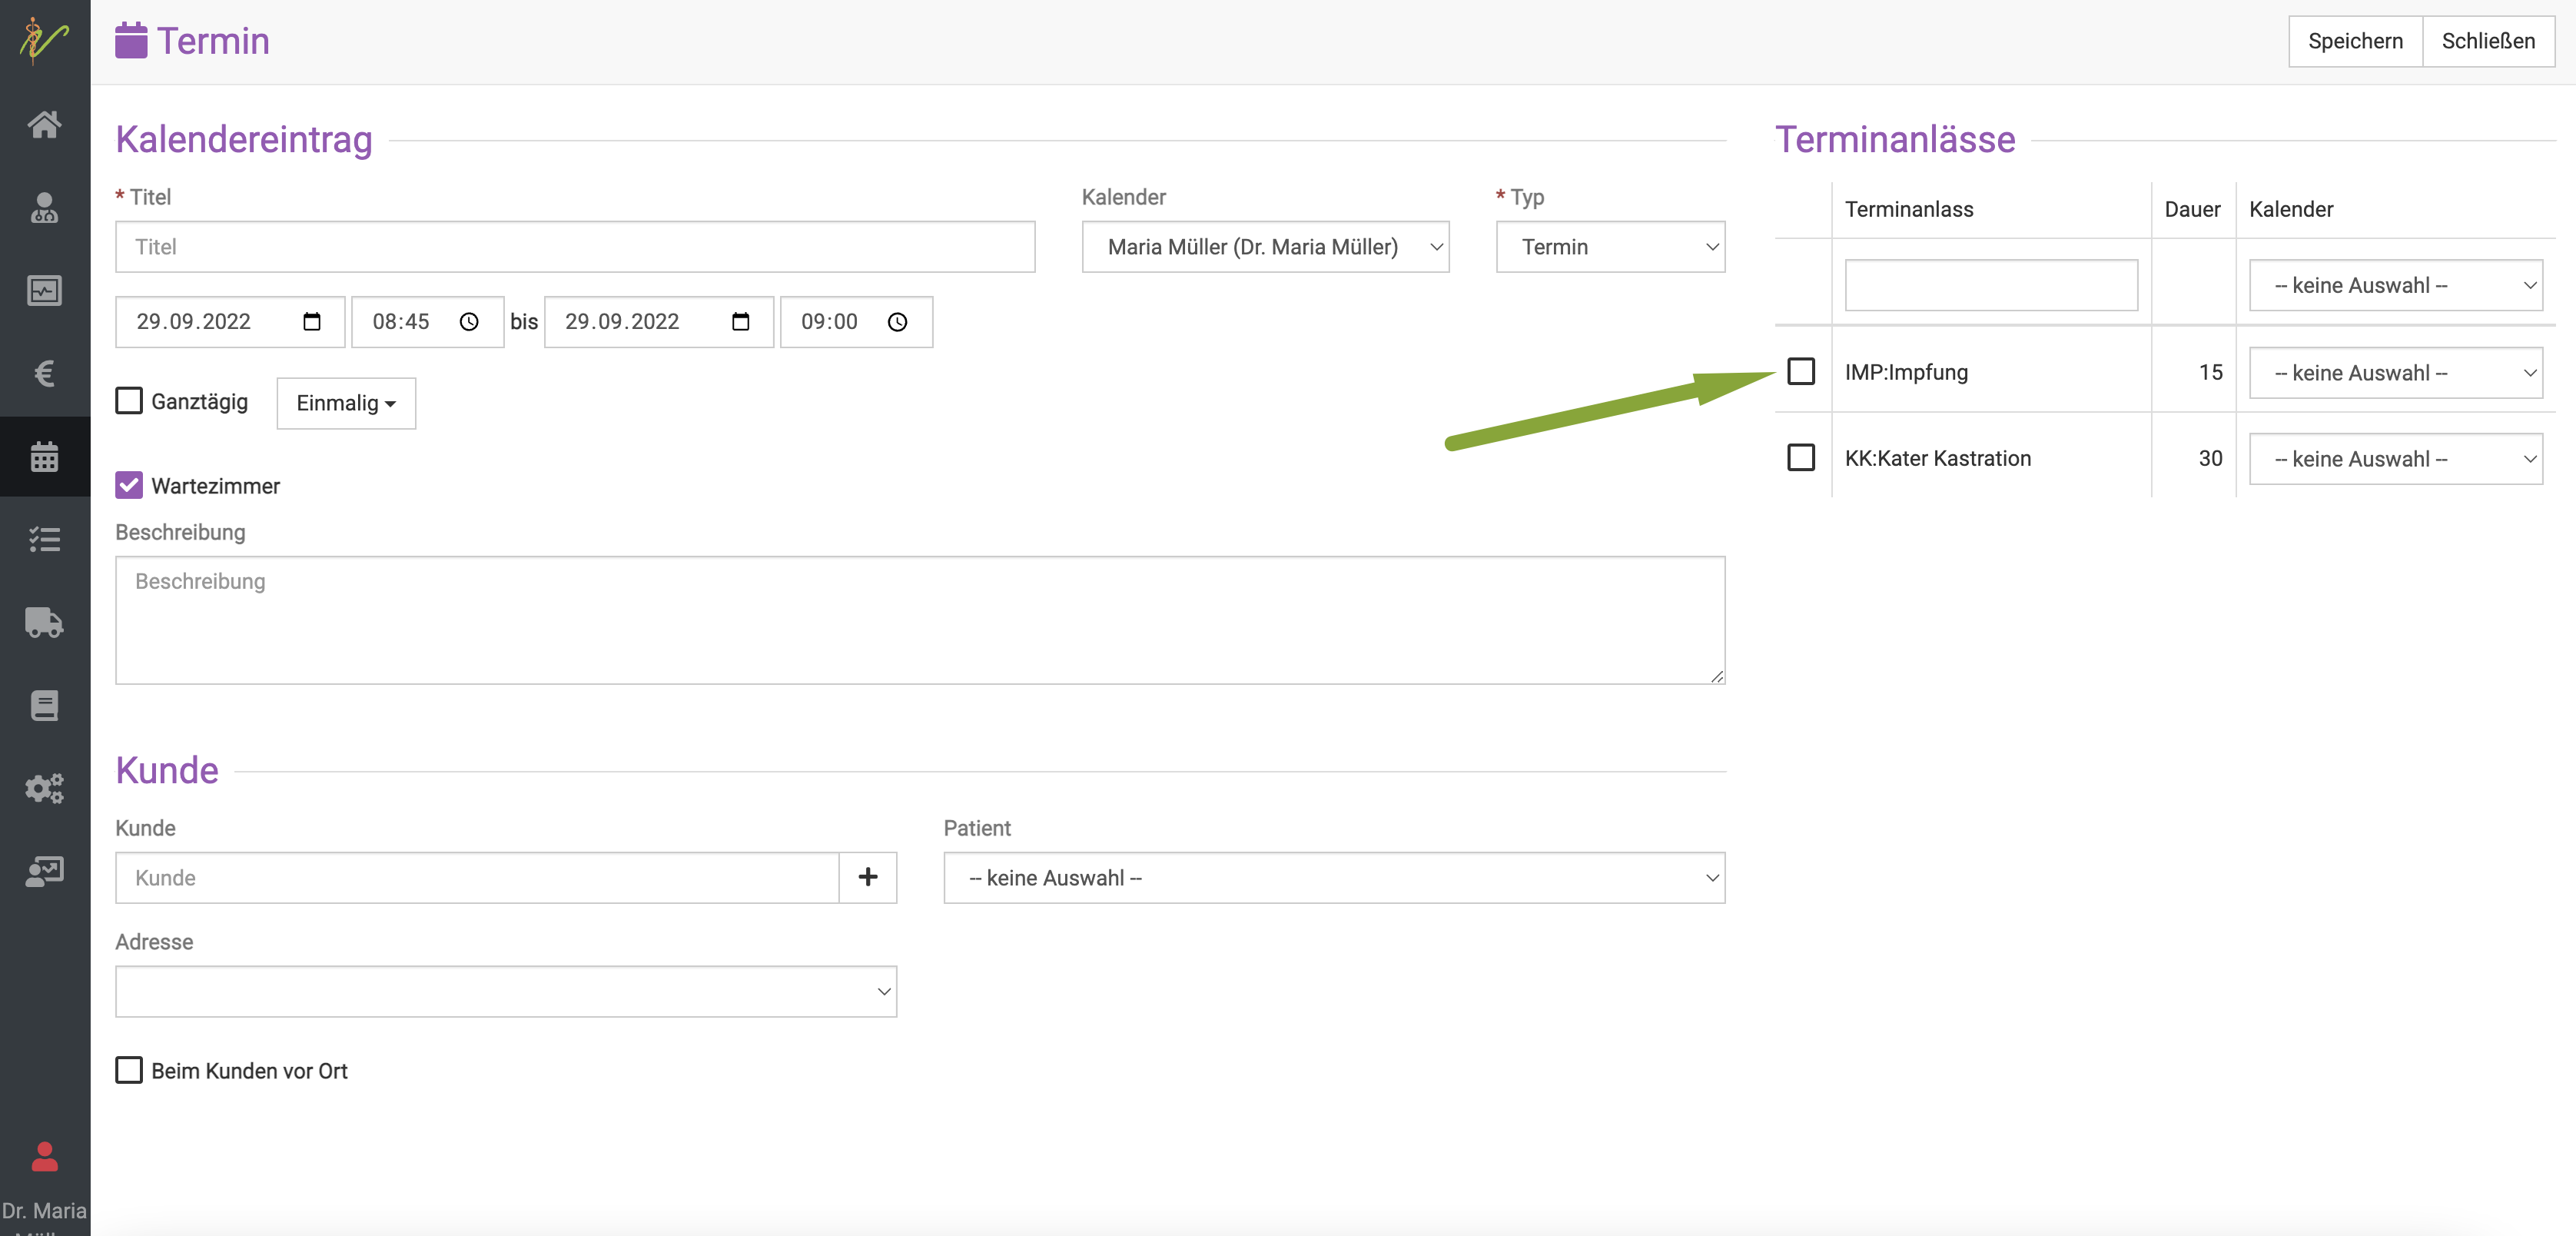 Termin
Speichern
Schließen
Kalendereintrag
* Titel
Kalender
* Typ
Titel
Maria Müller (Dr. Maria Müller)
Termin
29.09.2022
08:45
bis
29.09.2022
09:00
Ganztägig
Einmalig
Wartezimmer
Beschreibung
Beschreibung
Kunde
Kunde
Patient
Kunde
-- keine Auswahl --
Adresse
Beim Kunden vor Ort
Terminanlässe
Terminanlass
Dauer
Kalender
-- keine Auswahl --
IMP:Impfung
15
-- keine Auswahl --
KK:Kater Kastration
30
-- keine Auswahl --
Dr. Maria